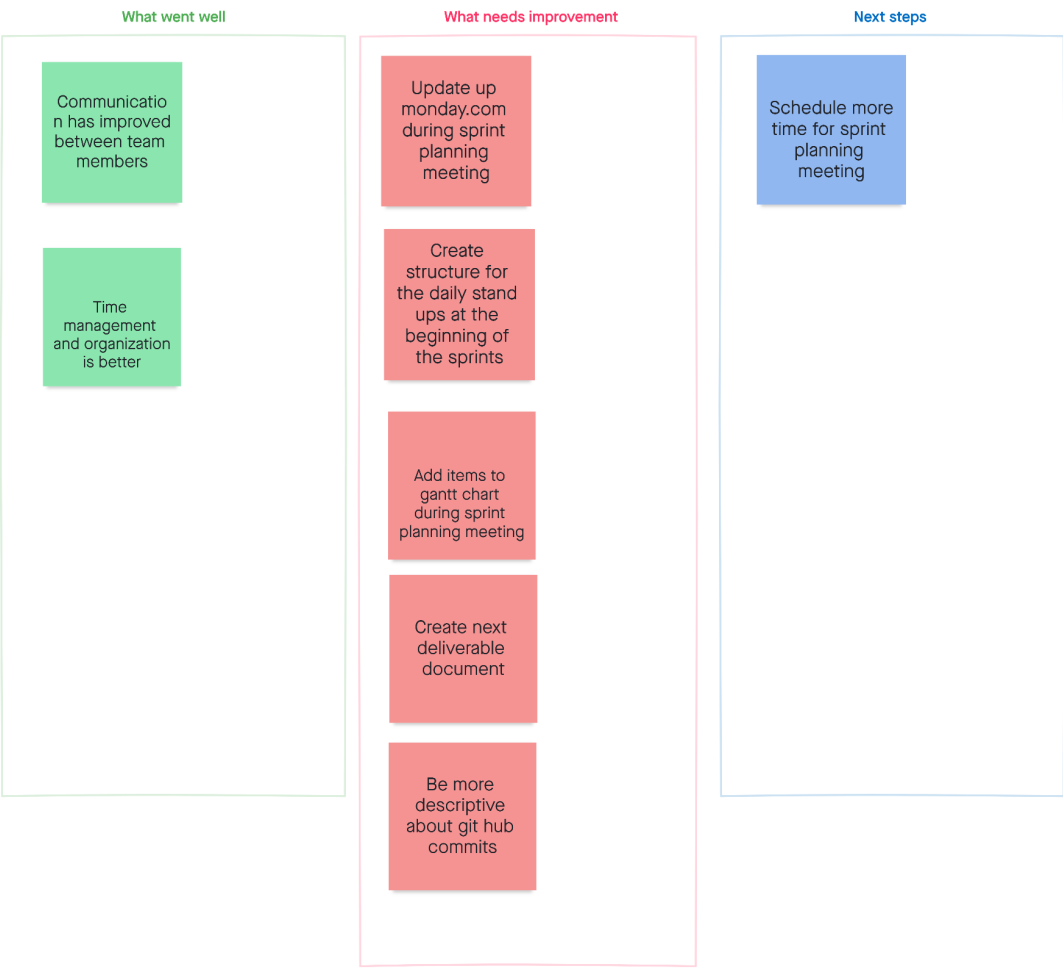 What went well
Communicatio
n has improved
between team
members
Time
management
and organization
is better
What needs improvement
Update up
monday.com
during sprint
planning
meeting
Create
structure for
the daily stand
ups at the
beginning of
the sprints
Add items to
gantt chart
during sprint
planning meeting
Create next
deliverable
document
Be more
descriptive
about git hub
commits
Next steps
Schedule more
time for sprint
planning
meeting